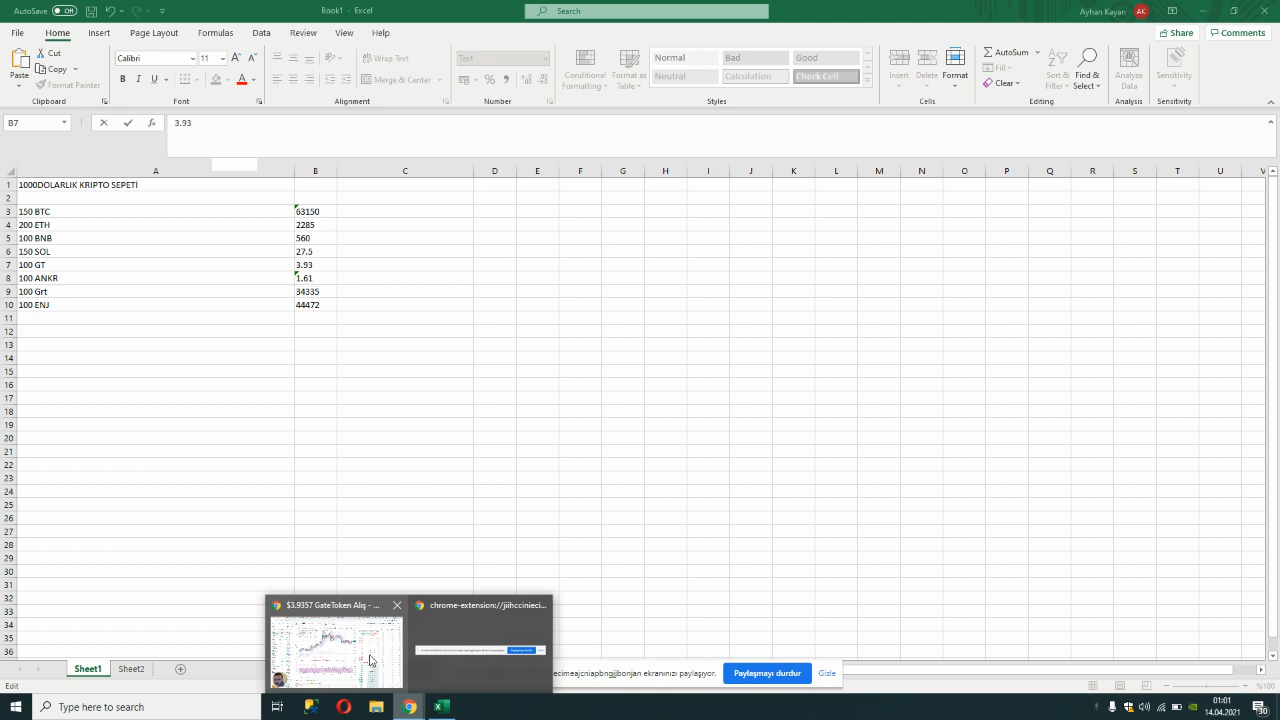 AutoSave Off Book1 - Excel Search Ayhan Kayan AK
File Home Insert Page Layout Formulas Data Review View Help Share Comments
Paste Cut Copy Format Painter
Calibri 11 B I U
Wrap Text Merge & Center
Text
Conditional Formatting Format as Table
Normal Bad Good
Neutral Calculation Check Cell
Insert Delete Format
AutoSum Fill Clear
Sort & Filter Find & Select Analyze Data Sensitivity
Clipboard Font Alignment Number Styles Cells Editing Analysis Sensitivity
B7 fx 3.93
A B C D E F G H I J K L M N O P Q R S T U V
1 1000DOLARLIK KRIPTO SEPETİ
2
3 150 BTC 63150
4 200 ETH 2285
5 100 BNB 560
6 150 SOL 27.5
7 100 GT 3.93
8 100 ANKR 1.61
9 100 Grt 34335
10 100 ENJ 44472
11
12
13
14
15
16
17
18
19
20
21
22
23
24
25
26
27
28
29
30
31
32
33
34
35
36
$3.9357 GateToken Alış - ... chrome-extension://jiihccinieci...
Sheet1 Sheet2
ekranınızı paylaşıyor. Paylaşmayı durdur Gizle
Edit %100
Type here to search
01:01
14.04.2021
30